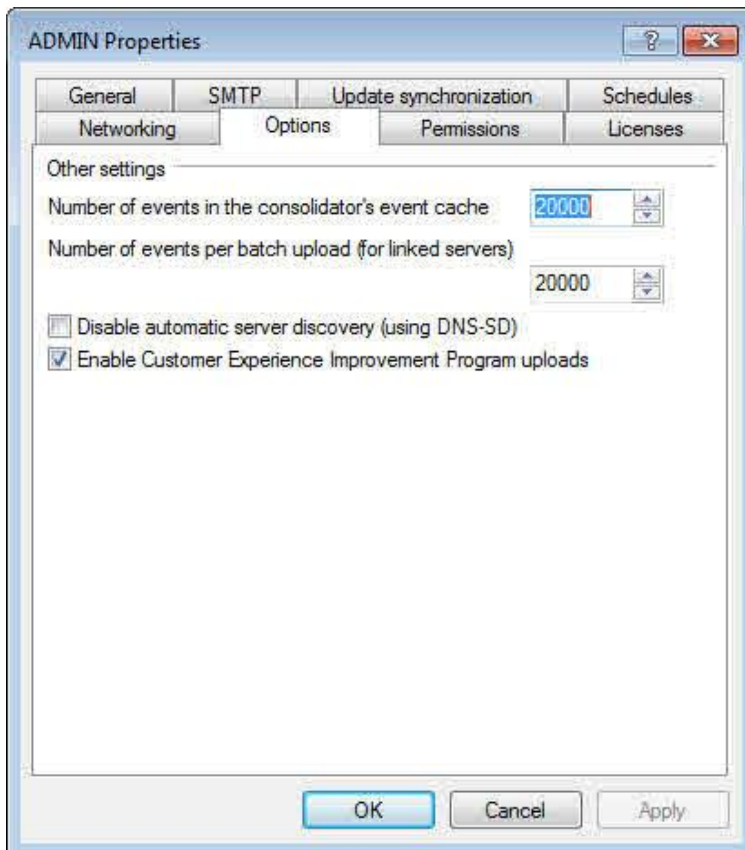 ADMIN Properties
?
General SMTP Update synchronization Schedules
Networking Options Permissions Licenses
Other settings
Number of events in the consolidator's event cache 20000
Number of events per batch upload (for linked servers)
20000
Disable automatic server discovery (using DNS-SD)
Enable Customer Experience Improvement Program uploads
OK Cancel Apply